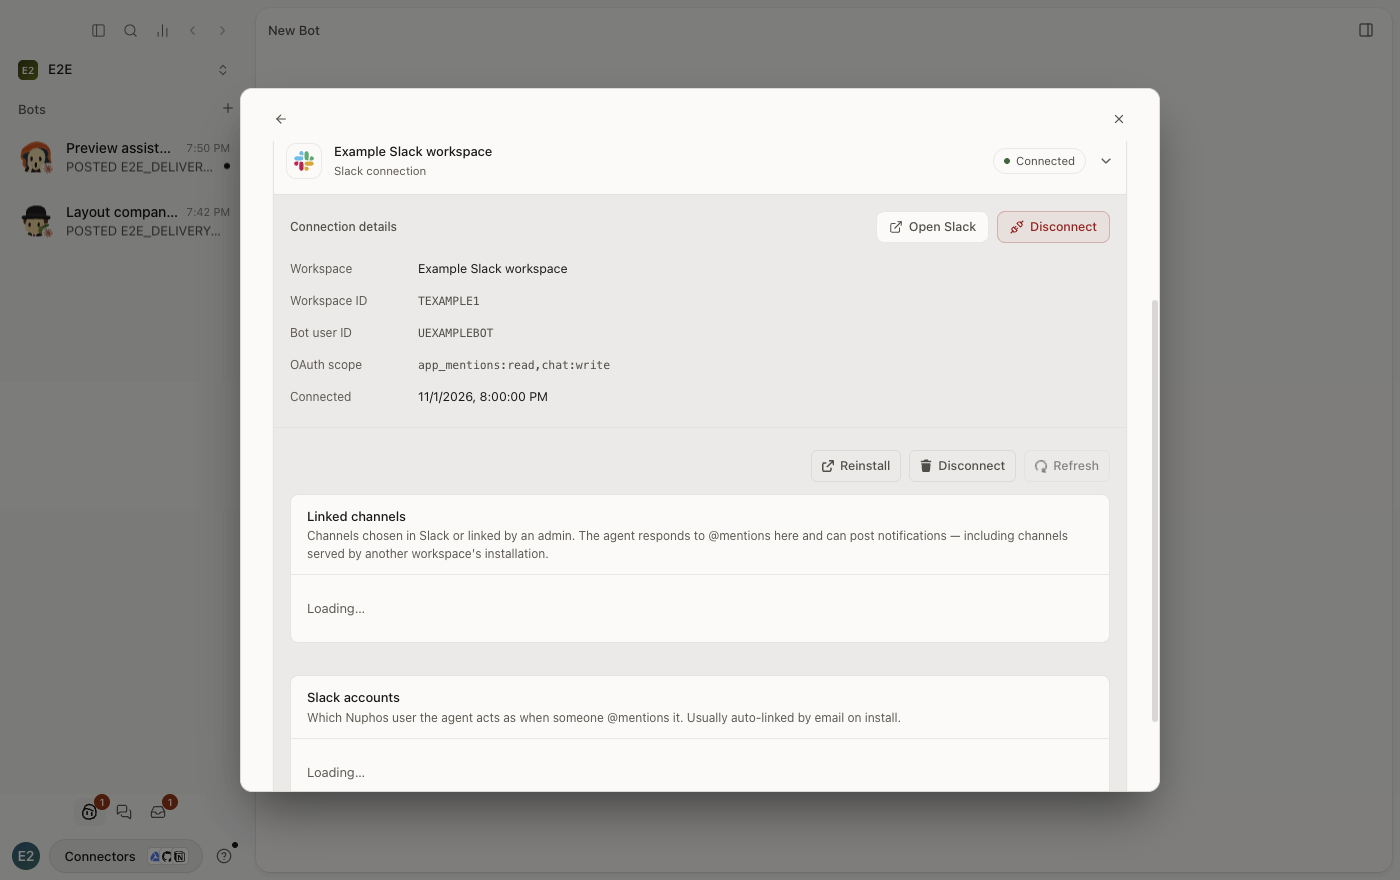 New Bot
E2 E2E
Bots
Preview assist... 7:50 PM
POSTED E2E_DELIVER...
Layout compan... 7:42 PM
POSTED E2E_DELIVERY...
1
1
E2 Connectors
Example Slack workspace
Slack connection
Connected
Connection details
Open Slack
Disconnect
Workspace Example Slack workspace
Workspace ID TEXAMPLE1
Bot user ID UEXAMPLEBOT
OAuth scope app_mentions:read,chat:write
Connected 11/1/2026, 8:00:00 PM
Reinstall
Disconnect
Refresh
Linked channels
Channels chosen in Slack or linked by an admin. The agent responds to @mentions here and can post notifications — including channels
served by another workspace's installation.
Loading...
Slack accounts
Which Nuphos user the agent acts as when someone @mentions it. Usually auto-linked by email on install.
Loading...